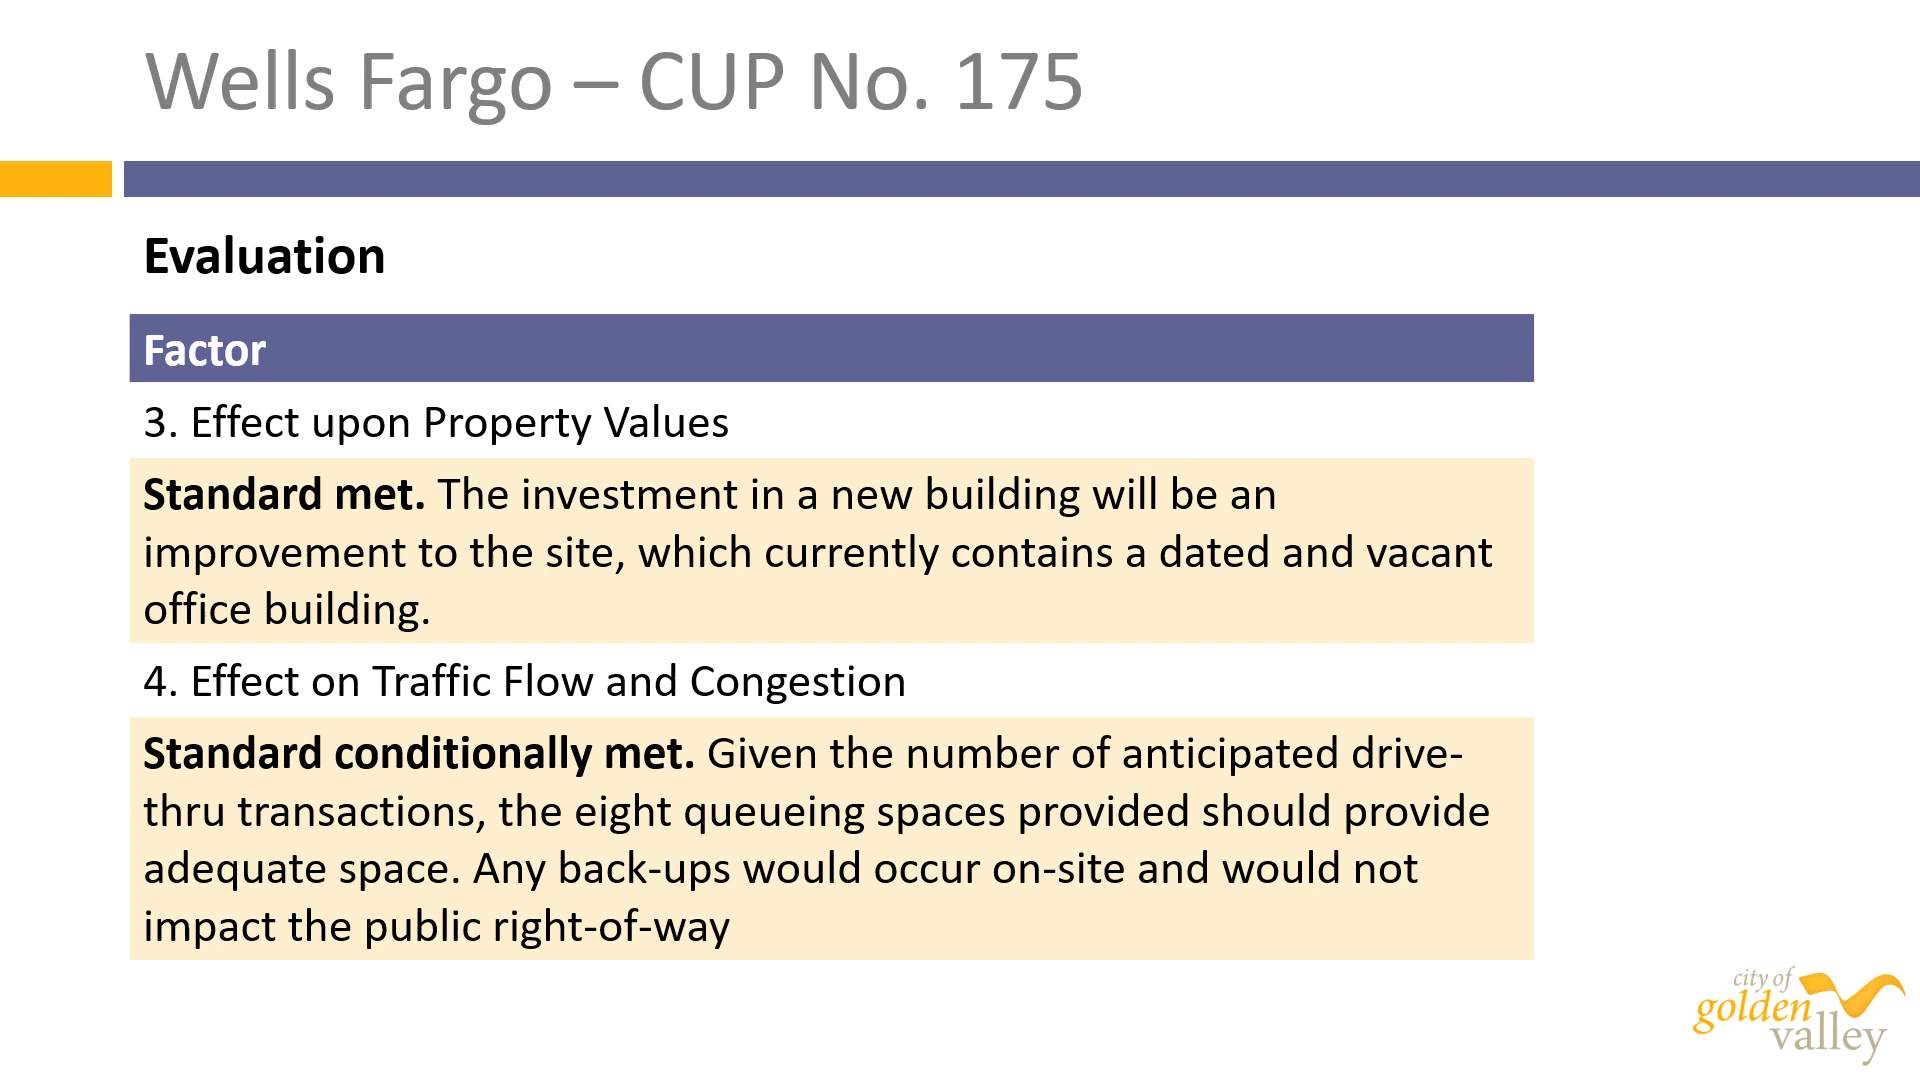 Wells Fargo – CUP No. 175
Evaluation
Factor
3. Effect upon Property Values
Standard met. The investment in a new building will be an
improvement to the site, which currently contains a dated and vacant
office building.
4. Effect on Traffic Flow and Congestion
Standard conditionally met. Given the number of anticipated drive-
thru transactions, the eight queueing spaces provided should provide
adequate space. Any back-ups would occur on-site and would not
impact the public right-of-way
city of
golden
valley